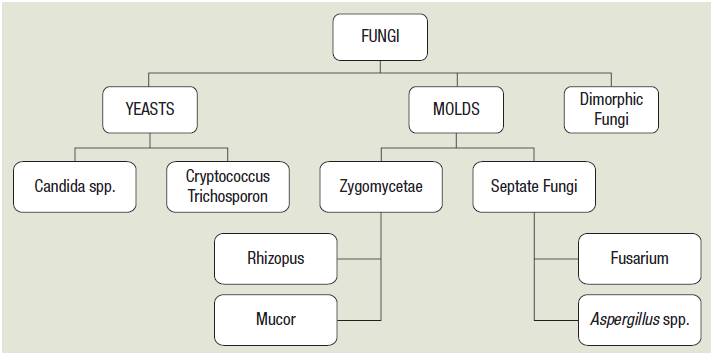 FUNGI
YEASTS
MOLDS
Dimorphic
Fungi
Candida spp.
Cryptococcus
Trichosporon
Zygomycetae
Septate Fungi
Rhizopus
Fusarium
Mucor
Aspergillus spp.